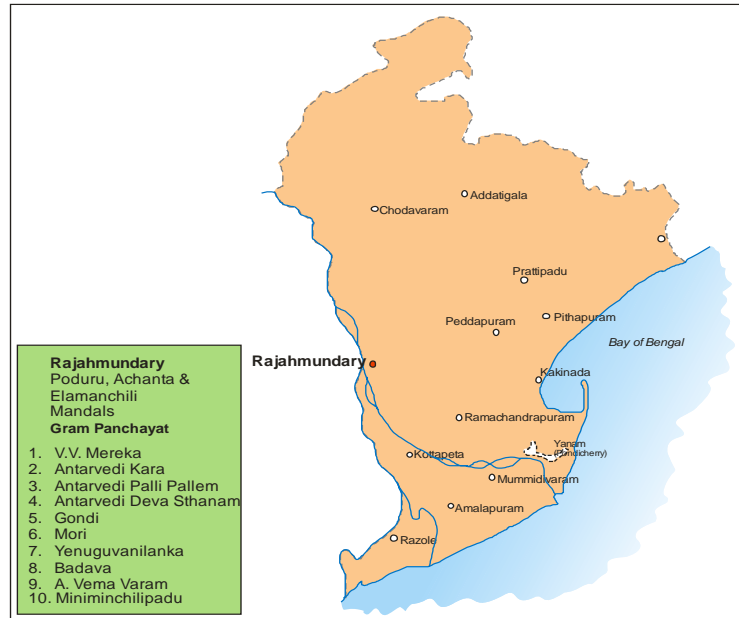 Addatigala
Chodavaram
Prattipadu
Pithapuram
Peddapuram
Bay of Bengal
Rajahmundary
Kakinada
Ramachandrapuram
Yanam
(Pondicherry)
Kottapeta
Mummidivaram
Amalapuram
Razole
Rajahmundary
Poduru, Achanta &
Elamanchili
Mandals
Gram Panchayat
1. V.V. Mereka
2. Antarvedi Kara
3. Antarvedi Palli Pallem
4. Antarvedi Deva Sthanam
5. Gondi
6. Mori
7. Yenuguvanilanka
8. Badava
9. A. Vema Varam
10. Miniminchilipadu